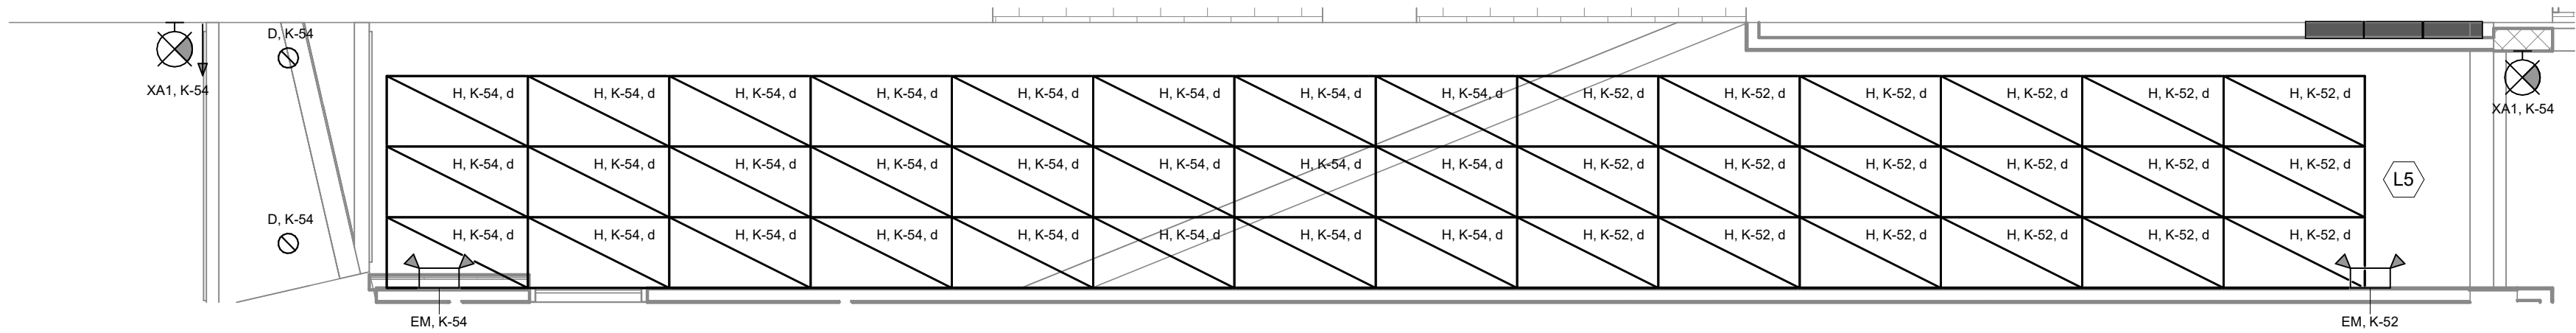 D, K-54
XA1, K-54
H, K-54, d
H, K-54, d
H, K-54, d
H, K-54, d
H, K-54, d
H, K-54, d
H, K-54, d
H, K-54, d
H, K-52, d
H, K-52, d
H, K-52, d
H, K-52, d
H, K-52, d
H, K-52, d
XA1, K-54
H, K-54, d
H, K-54, d
H, K-54, d
H, K-54, d
H, K-54, d
H, K-54, d
H, K-54, d
H, K-54, d
H, K-52, d
H, K-52, d
H, K-52, d
H, K-52, d
H, K-52, d
H, K-52, d
L5
D, K-54
H, K-54, d
H, K-54, d
H, K-54, d
H, K-54, d
H, K-54, d
H, K-54, d
H, K-54, d
H, K-54, d
H, K-52, d
H, K-52, d
H, K-52, d
H, K-52, d
H, K-52, d
H, K-52, d
EM, K-54
EM, K-52